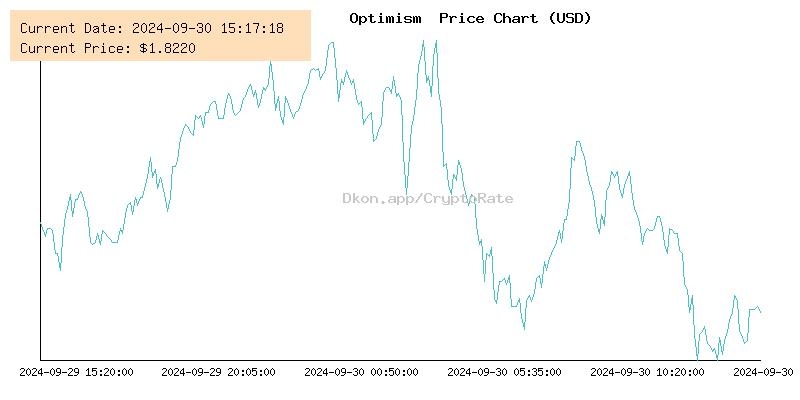 Optimism  Price Chart (USD)
Current Date: 2024-09-30 15:17:18
Current Price: $1.8220
Dkon.app/CryptoRate
2024-09-29 15:20:00 2024-09-29 20:05:00 2024-09-30 00:50:00 2024-09-30 05:35:00 2024-09-30 10:20:00 2024-09-30